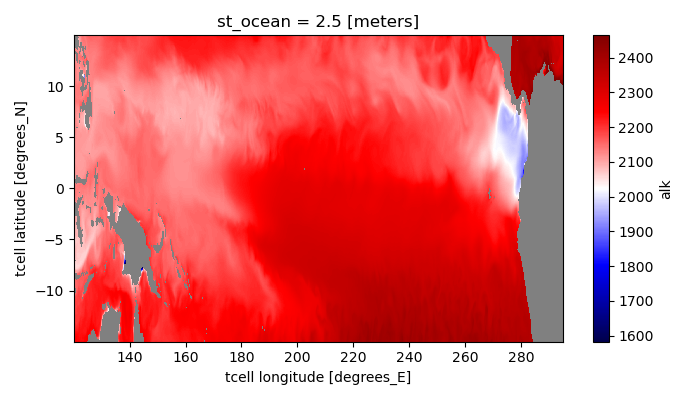 st_ocean = 2.5 [meters]
10
5
0
−5
−10
tcell latitude [degrees_N]
140 160 180 200 220 240 260 280
tcell longitude [degrees_E]
2400
2300
2200
2100
2000
1900
1800
1700
1600
alk